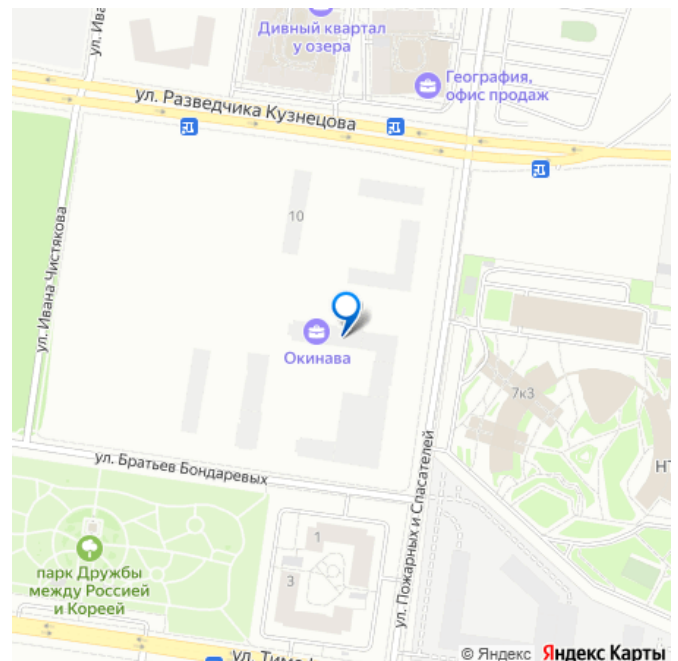 ул. Ива
Дивный квартал
у озера
География,
офис продаж
ул. Разведчика Кузнецова
10
ул. Ивана Чистякова
Окинава
7к3
ул. Братьев Бондаревых
ул. Пожарных и Спасателей
НТ
1
3
парк Дружбы
между Россией
и Кореей
ул. Тим
© Яндекс Яндекс Карты